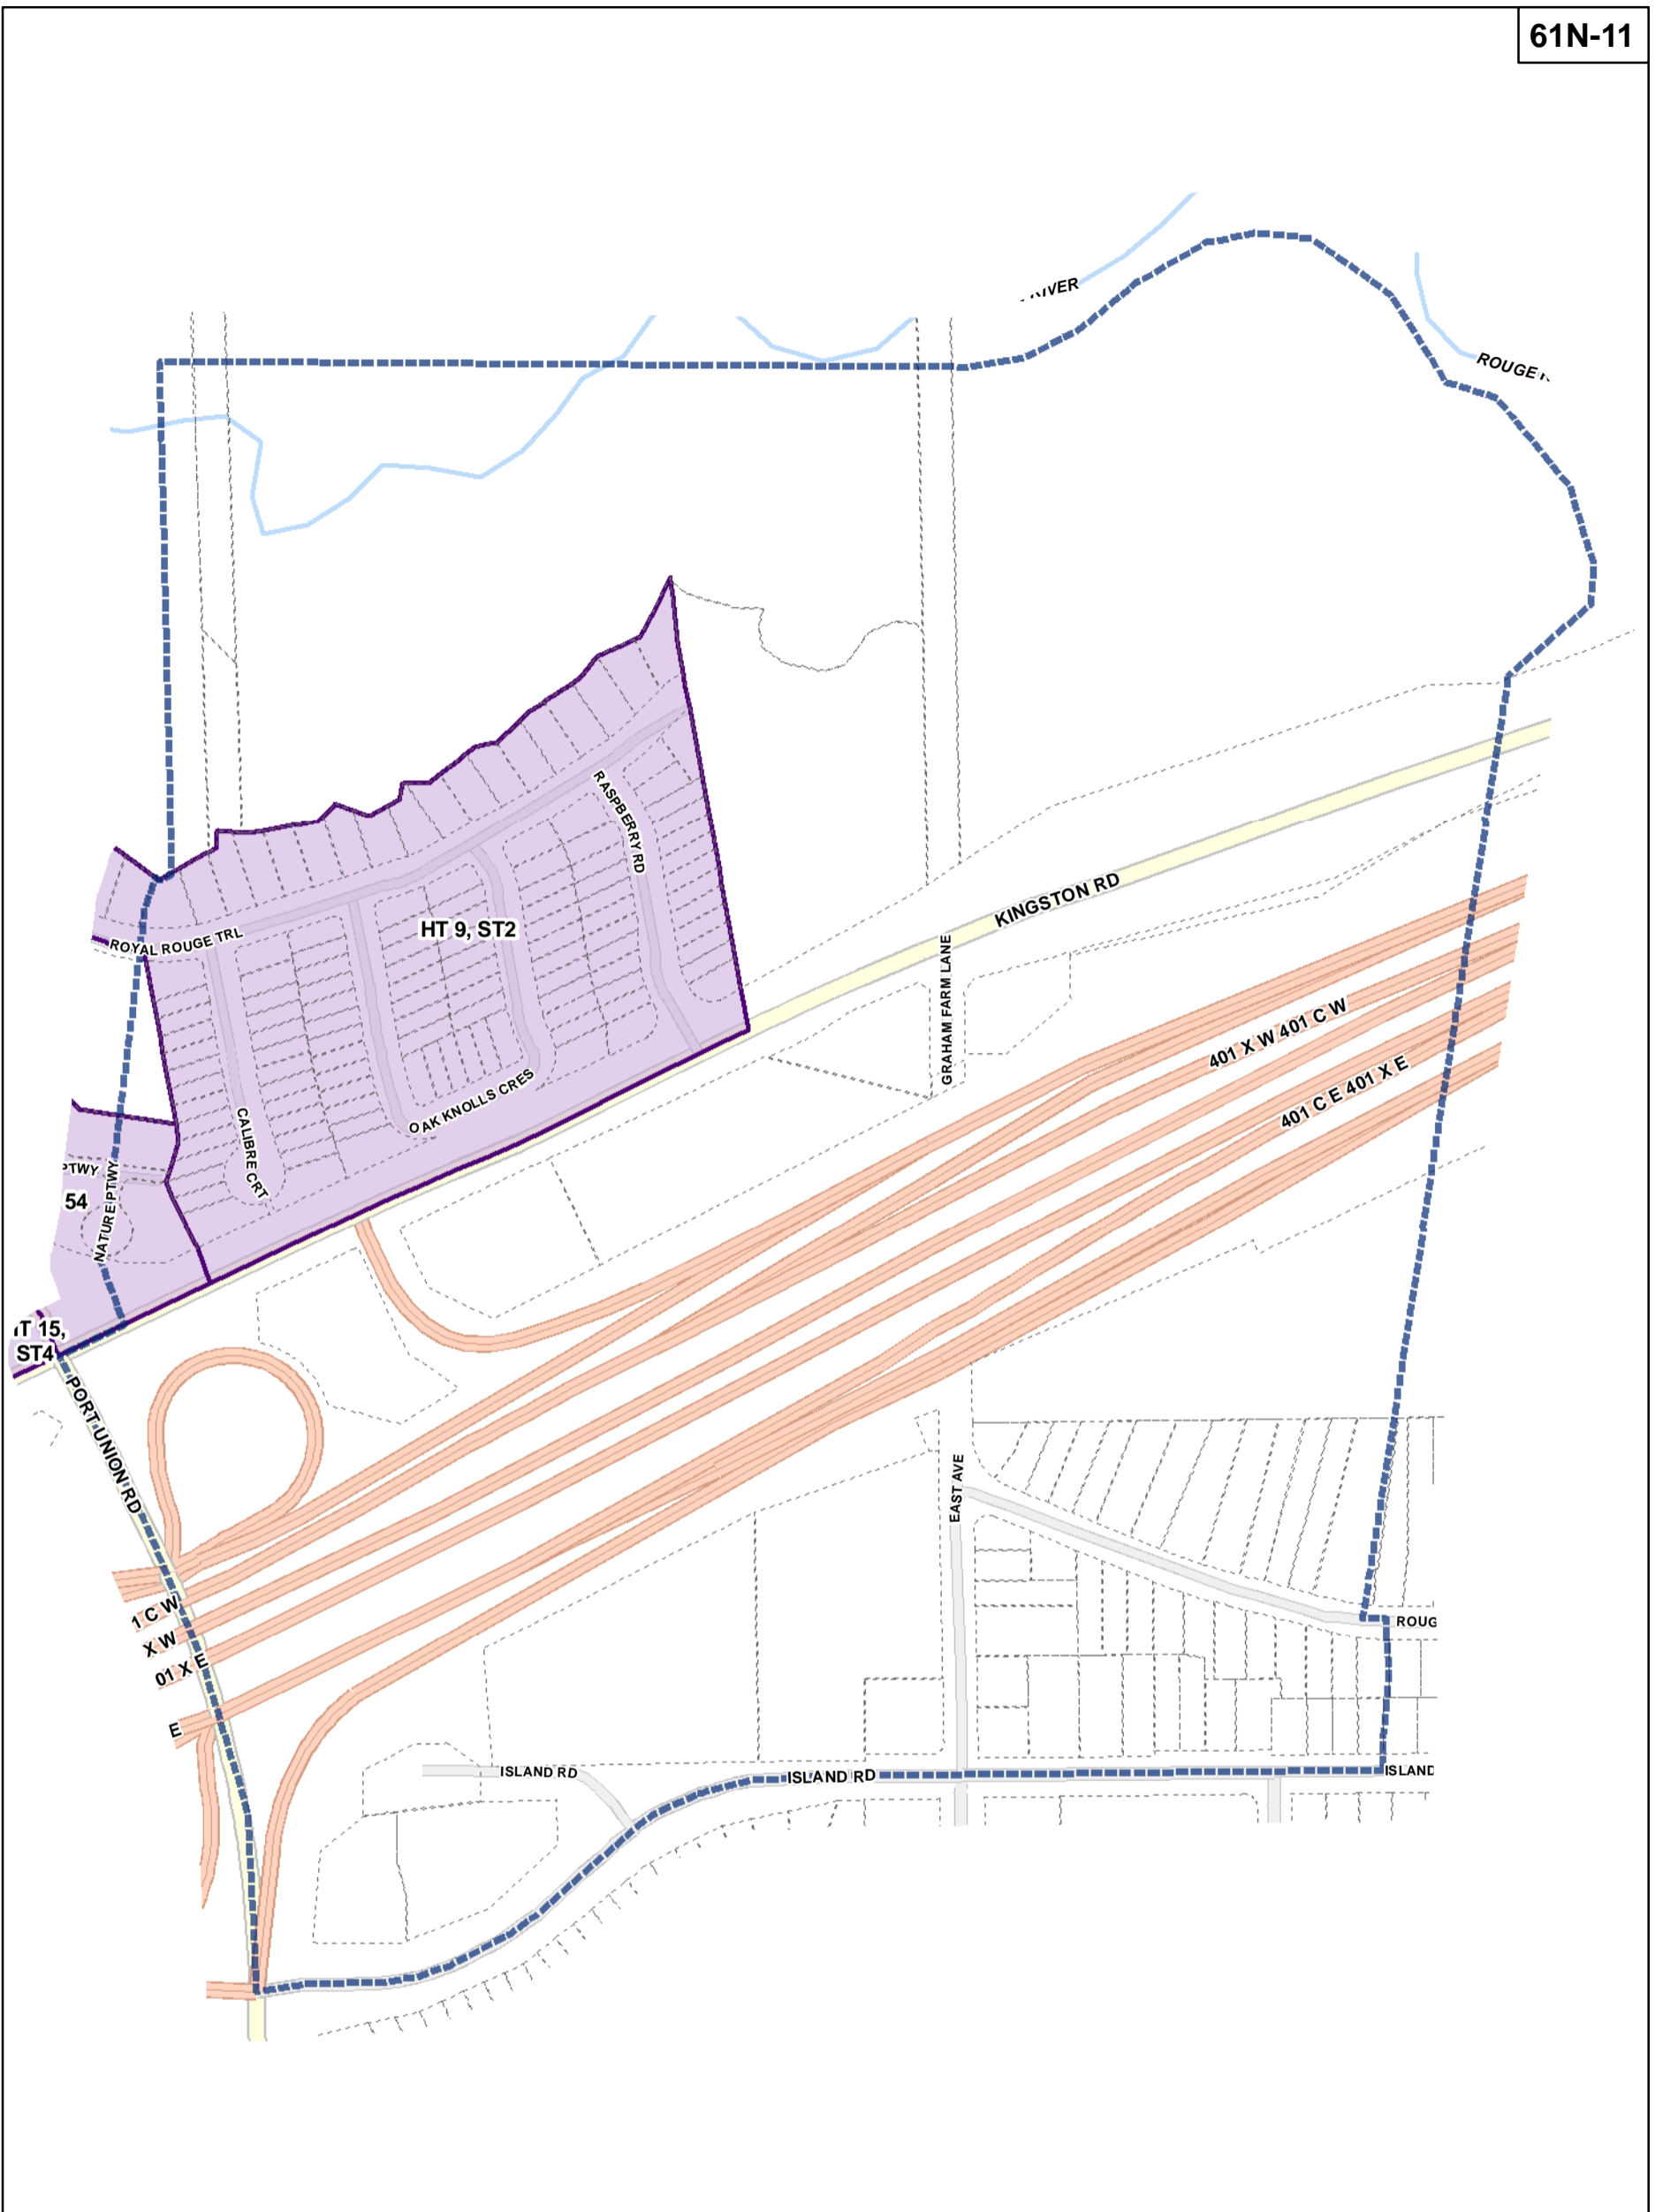 61N-11
ROUGE
RASPBERRY RD
HT 9, ST2
ROYAL ROUGE TRL
KINGSTON RD
GRAHAM FARM LANE
401 X W 401 C W
401 C E 401 X E
OAK KNOLLS CRES
CALIBRE CRT
PTWY
54
NATURE PTWY
T 15,
ST4
PORT UNION RD
EAST AVE
1 C W
X W
01 X E
E
ROUG
ISLAND RD
ISLAND RD
ISLAND